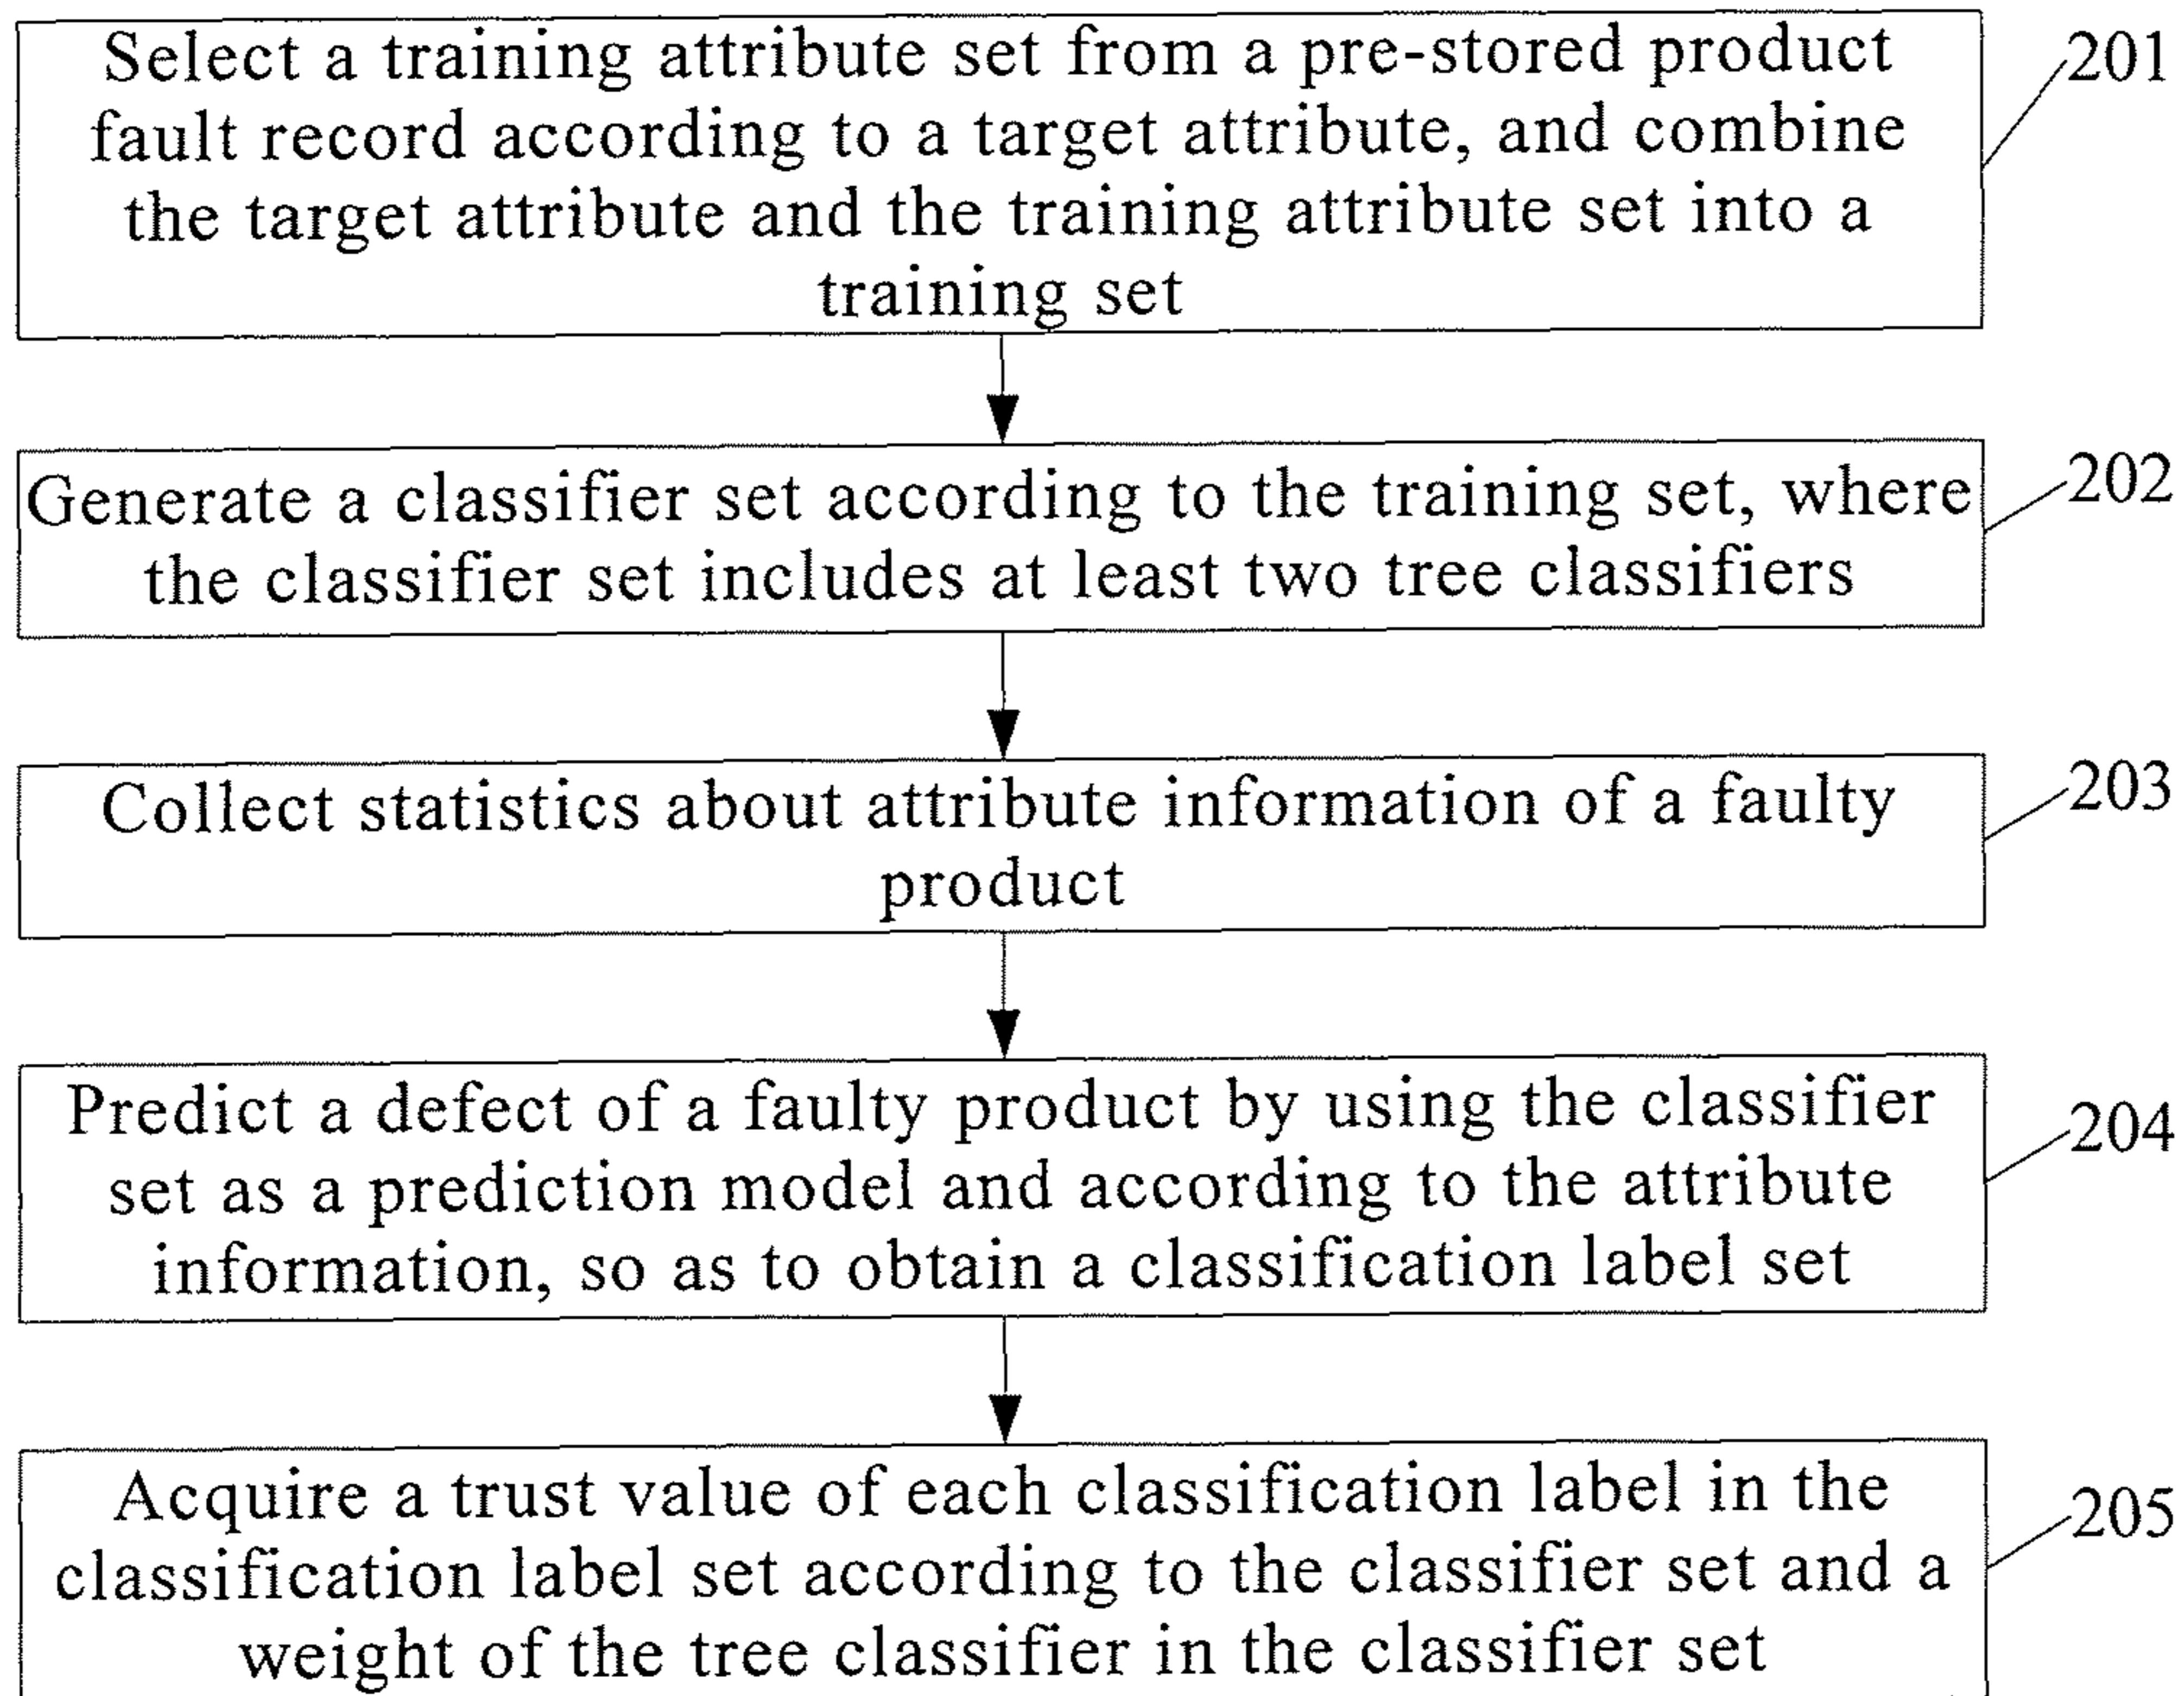 Select a training attribute set from a pre-stored product
fault record according to a target attribute, and combine
the target attribute and the training attribute set into a
training set
201
Generate a classifier set according to the training set, where
the classifier set includes at least two tree classifiers
202
Collect statistics about attribute information of a faulty
product
203
Predict a defect of a faulty product by using the classifier
set as a prediction model and according to the attribute
information, so as to obtain a classification label set
204
Acquire a trust value of each classification label in the
classification label set according to the classifier set and a
weight of the tree classifier in the classifier set
205